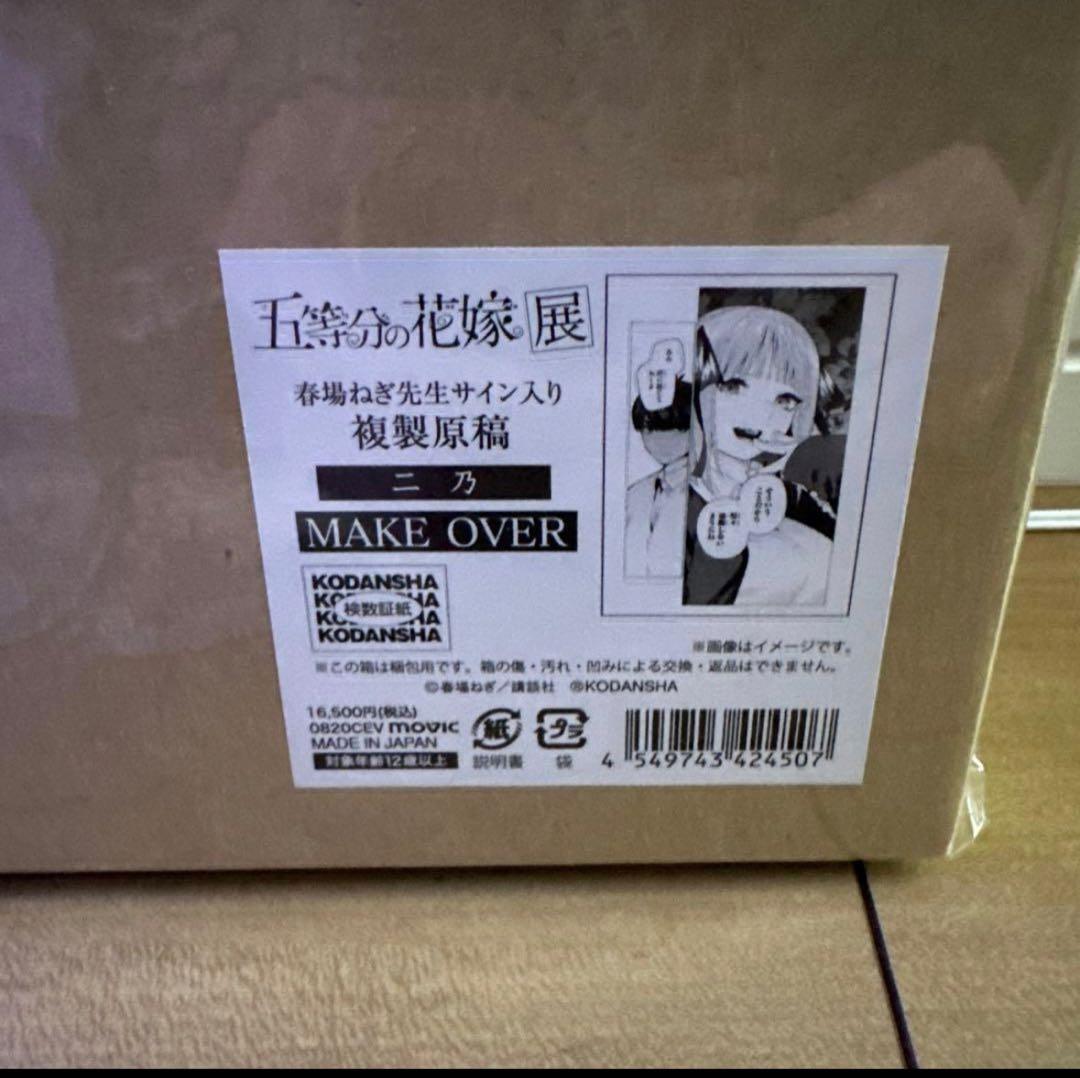 五等分の花嫁 展
春場ねぎ先生サイン入り
複製原稿
二乃
MAKE OVER
KODANSHA
検数証紙
KODANSHA
※画像はイメージです。
※この箱は梱包用です。箱の傷・汚れ・凹みによる交換・返品はできません。
©春場ねぎ/講談社 ®KODANSHA
16,500円(税込)
0820CEV movic
MADE IN JAPAN
対象年齢12歳以上
紙
説明書
プラ
袋
4 549743 424507